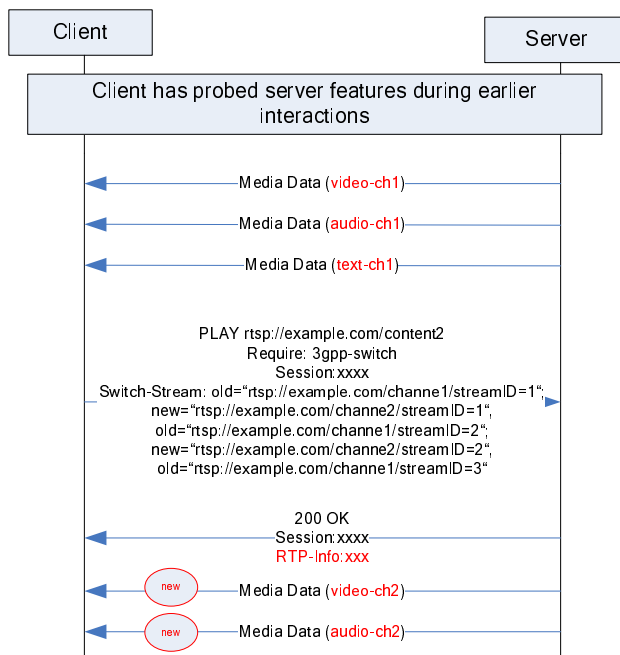 Client
Server
Client has probed server features during earlier
interactions
Media Data (video-ch1)
Media Data (audio-ch1)
Media Data (text-ch1)
PLAY rtsp://example.com/content2
Require: 3gpp-switch
Session:xxxx
Switch-Stream: old=“rtsp://example.com/channe1/streamID=1“;
new=“rtsp://example.com/channe2/streamID=1“,
old=“rtsp://example.com/channe1/streamID=2“;
new=“rtsp://example.com/channe2/streamID=2“,
old=“rtsp://example.com/channe1/streamID=3“
200 OK
Session:xxxx
RTP-Info:xxx
new
Media Data (video-ch2)
new
Media Data (audio-ch2)